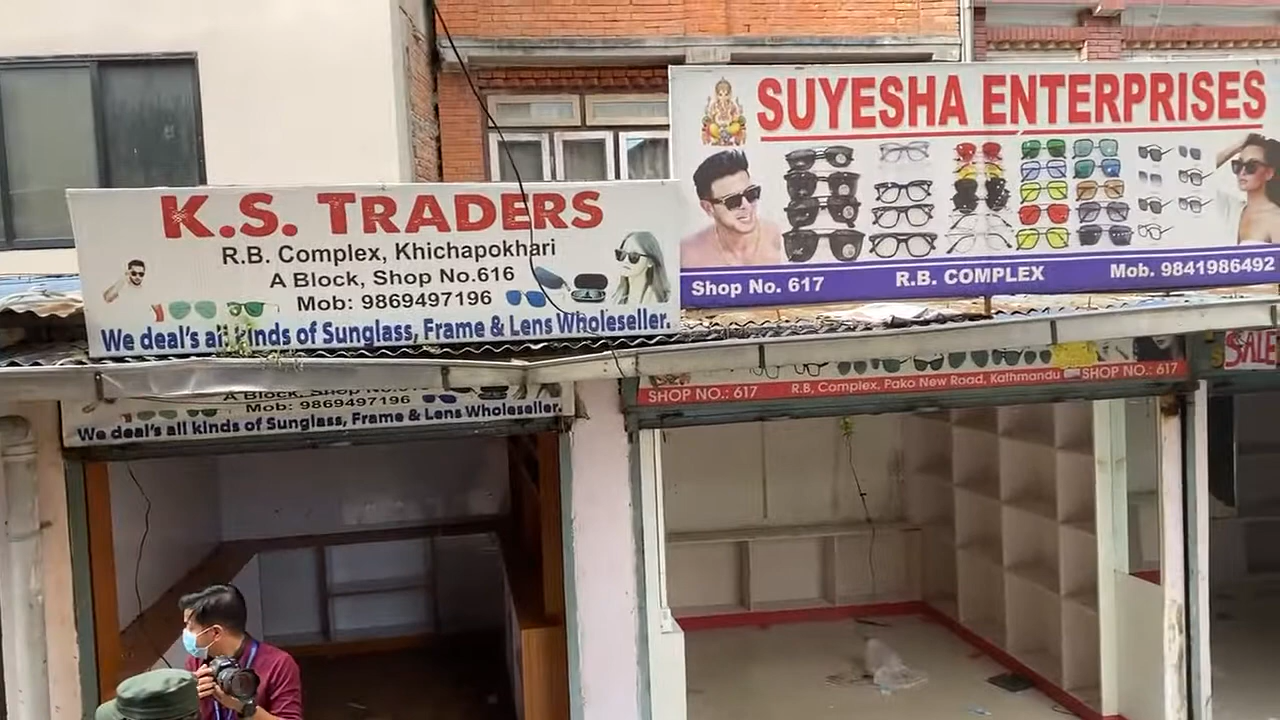 K.S. TRADERS
R.B. Complex, Khichapokhari
A Block, Shop No.616
Mob: 9869497196
We deal's all kinds of Sunglass, Frame & Lens Wholeseller.
SUYESHA ENTERPRISES
Shop No. 617 R.B. COMPLEX Mob. 9841986492
A Block, Shop No.
Mob: 9869497196
We deal's all kinds of Sunglass, Frame & Lens Wholeseller.
SHOP NO.: 617 R.B. Complex, Pako New Road, Kathmandu SHOP NO.: 617
SALE